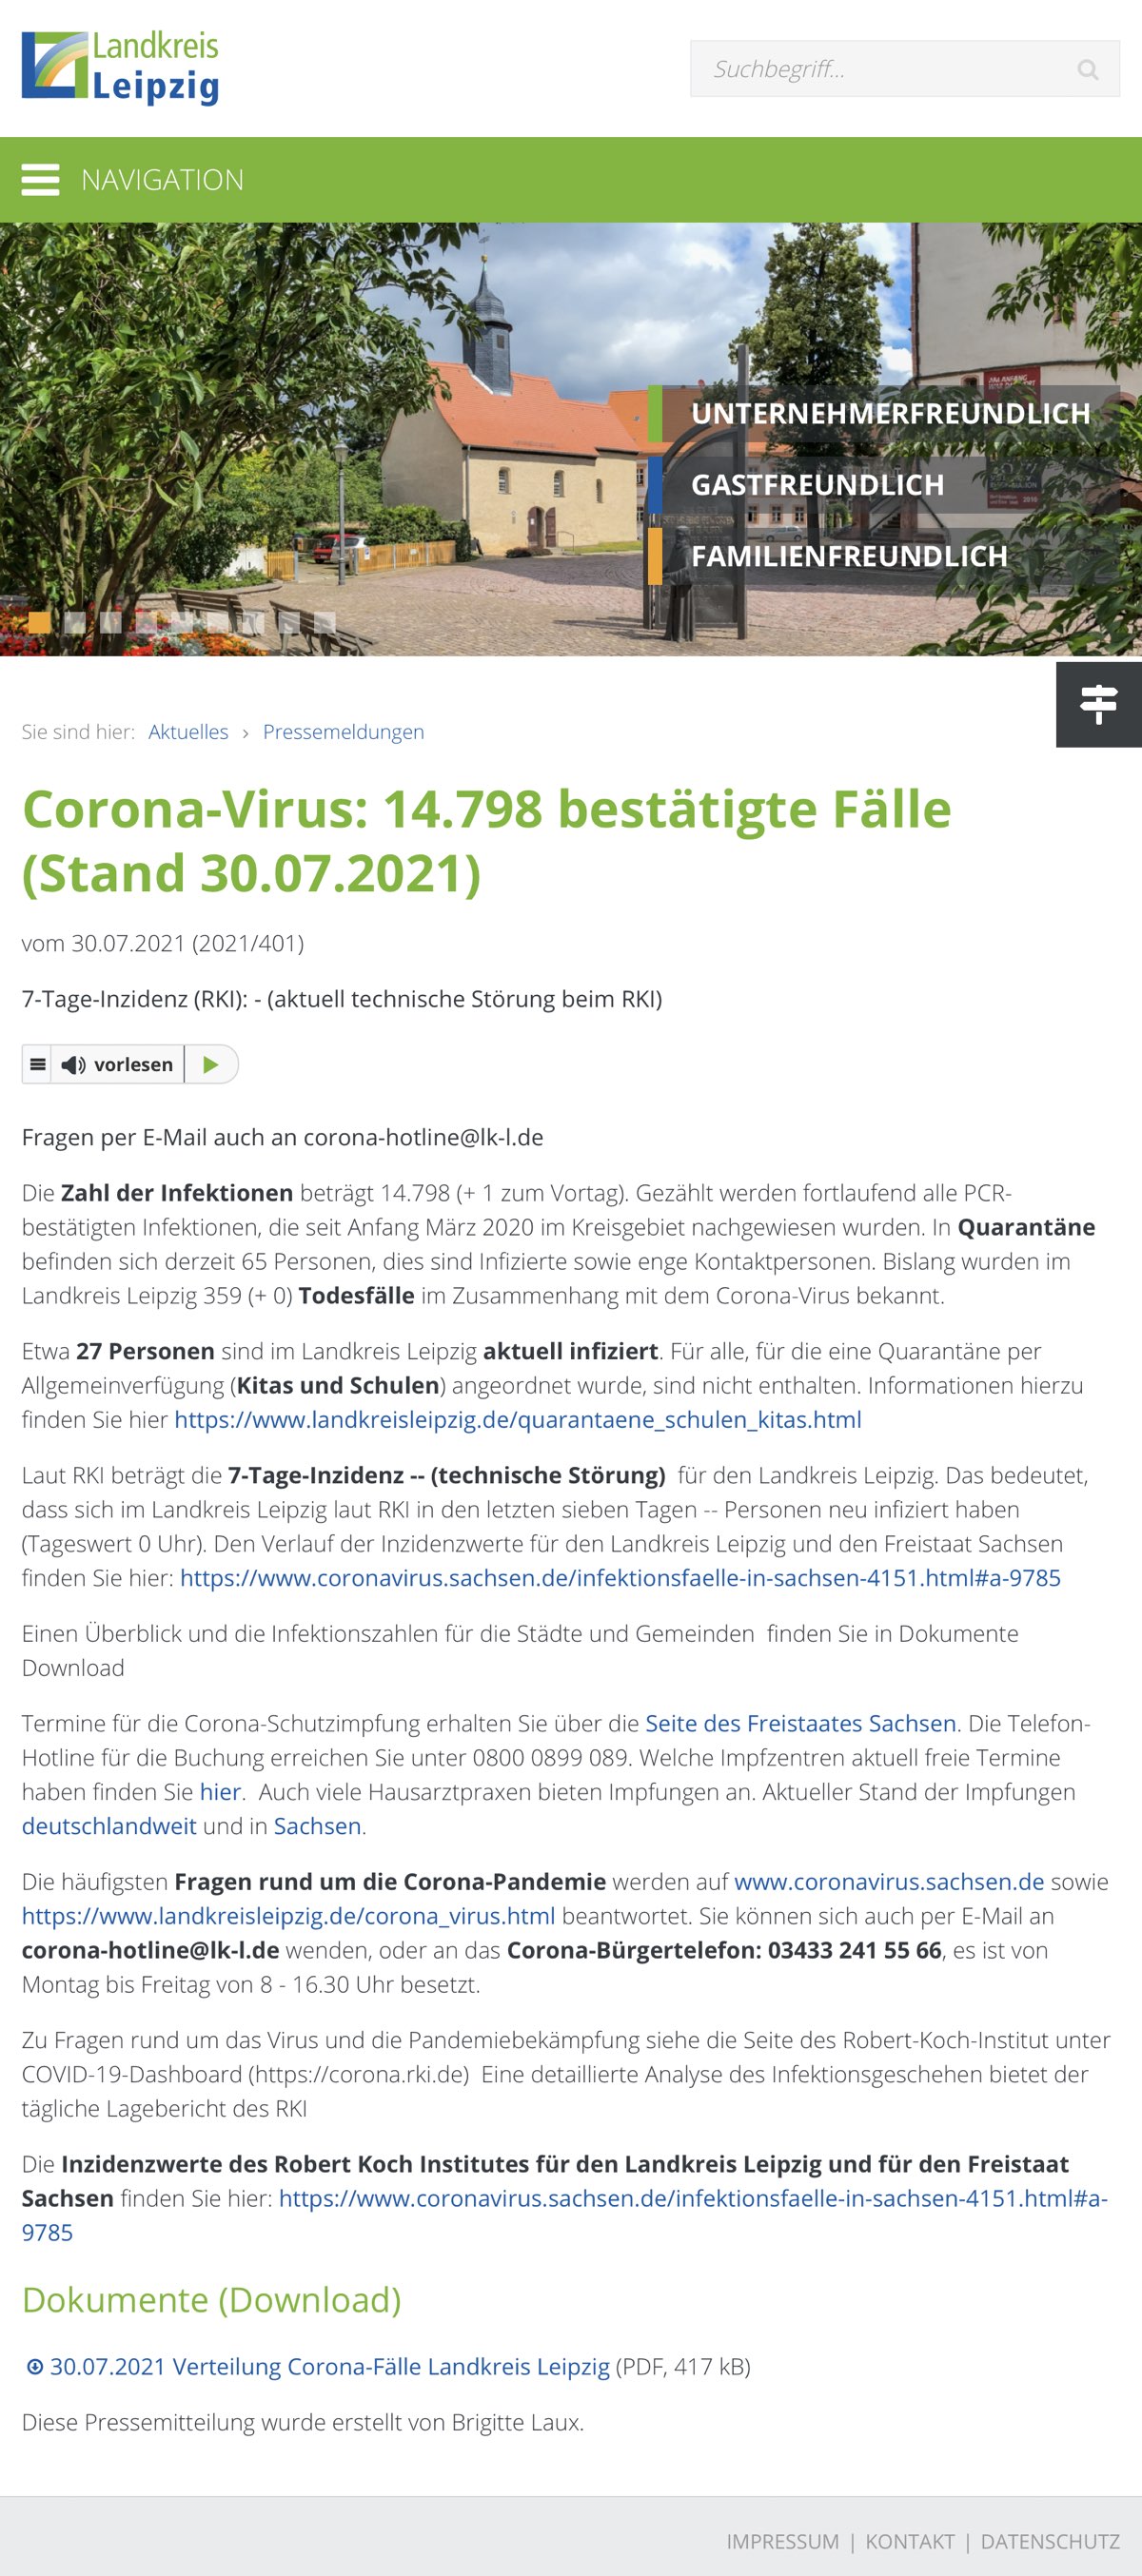 Landkreis
Leipzig
Suchbegriff...
NAVIGATION
UNTERNEHMERFREUNDLICH
GASTFREUNDLICH
FAMILIENFREUNDLICH
Sie sind hier: Aktuelles › Pressemeldungen
Corona-Virus: 14.798 bestätigte Fälle
(Stand 30.07.2021)
vom 30.07.2021 (2021/401)
7-Tage-Inzidenz (RKI): - (aktuell technische Störung beim RKI)
vorlesen
Fragen per E-Mail auch an corona-hotline@lk-l.de
Die Zahl der Infektionen beträgt 14.798 (+ 1 zum Vortag). Gezählt werden fortlaufend alle PCR-
bestätigten Infektionen, die seit Anfang März 2020 im Kreisgebiet nachgewiesen wurden. In Quarantäne
befinden sich derzeit 65 Personen, dies sind Infizierte sowie enge Kontaktpersonen. Bislang wurden im
Landkreis Leipzig 359 (+ 0) Todesfälle im Zusammenhang mit dem Corona-Virus bekannt.
Etwa 27 Personen sind im Landkreis Leipzig aktuell infiziert. Für alle, für die eine Quarantäne per
Allgemeinverfügung (Kitas und Schulen) angeordnet wurde, sind nicht enthalten. Informationen hierzu
finden Sie hier https://www.landkreisleipzig.de/quarantaene_schulen_kitas.html
Laut RKI beträgt die 7-Tage-Inzidenz -- (technische Störung)  für den Landkreis Leipzig. Das bedeutet,
dass sich im Landkreis Leipzig laut RKI in den letzten sieben Tagen -- Personen neu infiziert haben
(Tageswert 0 Uhr). Den Verlauf der Inzidenzwerte für den Landkreis Leipzig und den Freistaat Sachsen
finden Sie hier: https://www.coronavirus.sachsen.de/infektionsfaelle-in-sachsen-4151.html#a-9785
Einen Überblick und die Infektionszahlen für die Städte und Gemeinden  finden Sie in Dokumente
Download
Termine für die Corona-Schutzimpfung erhalten Sie über die Seite des Freistaates Sachsen. Die Telefon-
Hotline für die Buchung erreichen Sie unter 0800 0899 089. Welche Impfzentren aktuell freie Termine
haben finden Sie hier.  Auch viele Hausarztpraxen bieten Impfungen an. Aktueller Stand der Impfungen
deutschlandweit und in Sachsen.
Die häufigsten Fragen rund um die Corona-Pandemie werden auf www.coronavirus.sachsen.de sowie
https://www.landkreisleipzig.de/corona_virus.html beantwortet. Sie können sich auch per E-Mail an
corona-hotline@lk-l.de wenden, oder an das Corona-Bürgertelefon: 03433 241 55 66, es ist von
Montag bis Freitag von 8 - 16.30 Uhr besetzt.
Zu Fragen rund um das Virus und die Pandemiebekämpfung siehe die Seite des Robert-Koch-Institut unter
COVID-19-Dashboard (https://corona.rki.de)  Eine detaillierte Analyse des Infektionsgeschehen bietet der
tägliche Lagebericht des RKI
Die Inzidenzwerte des Robert Koch Institutes für den Landkreis Leipzig und für den Freistaat
Sachsen finden Sie hier: https://www.coronavirus.sachsen.de/infektionsfaelle-in-sachsen-4151.html#a-
9785
Dokumente (Download)
30.07.2021 Verteilung Corona-Fälle Landkreis Leipzig (PDF, 417 kB)
Diese Pressemitteilung wurde erstellt von Brigitte Laux.
IMPRESSUM | KONTAKT | DATENSCHUTZ